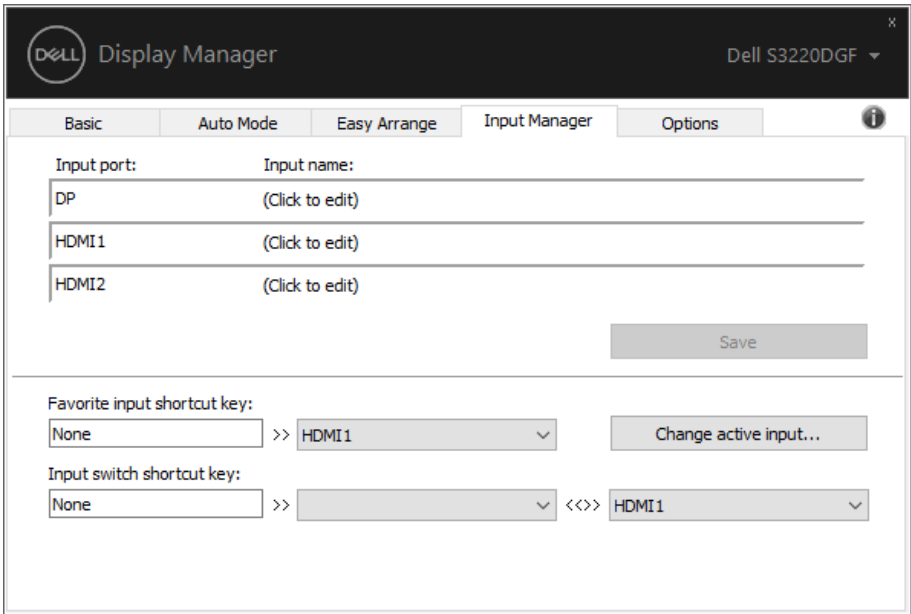 x
DELL Display Manager Dell S3220DGF
Basic Auto Mode Easy Arrange Input Manager Options i
Input port: Input name:
DP (Click to edit)
HDMI1 (Click to edit)
HDMI2 (Click to edit)
Save
Favorite input shortcut key:
None >> HDMI1 Change active input...
Input switch shortcut key:
None >> <<>> HDMI1